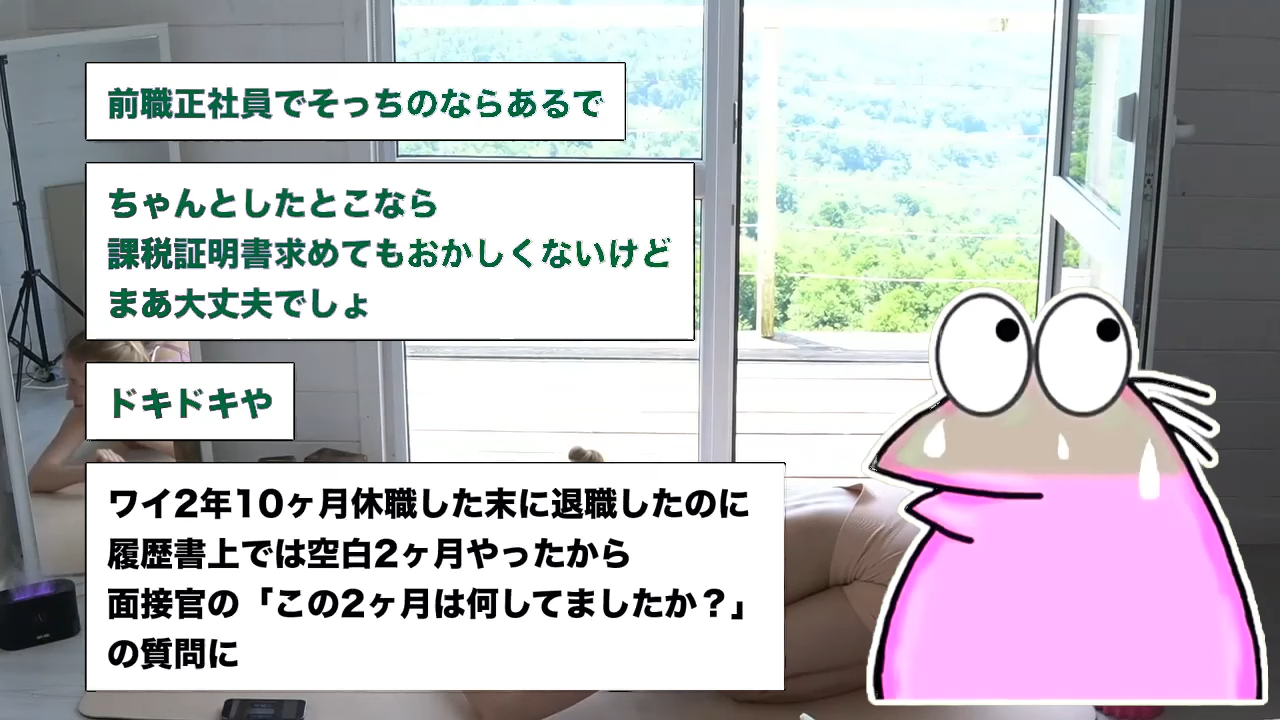 前職正社員でそっちのならあるで
ちゃんとしたとこなら
課税証明書求めてもおかしくないけど
まあ大丈夫でしょ
ドキドキや
ワイ2年10ヶ月休職した末に退職したのに
履歴書上では空白2ヶ月やったから
面接官の「この2ヶ月は何してましたか？」
の質問に